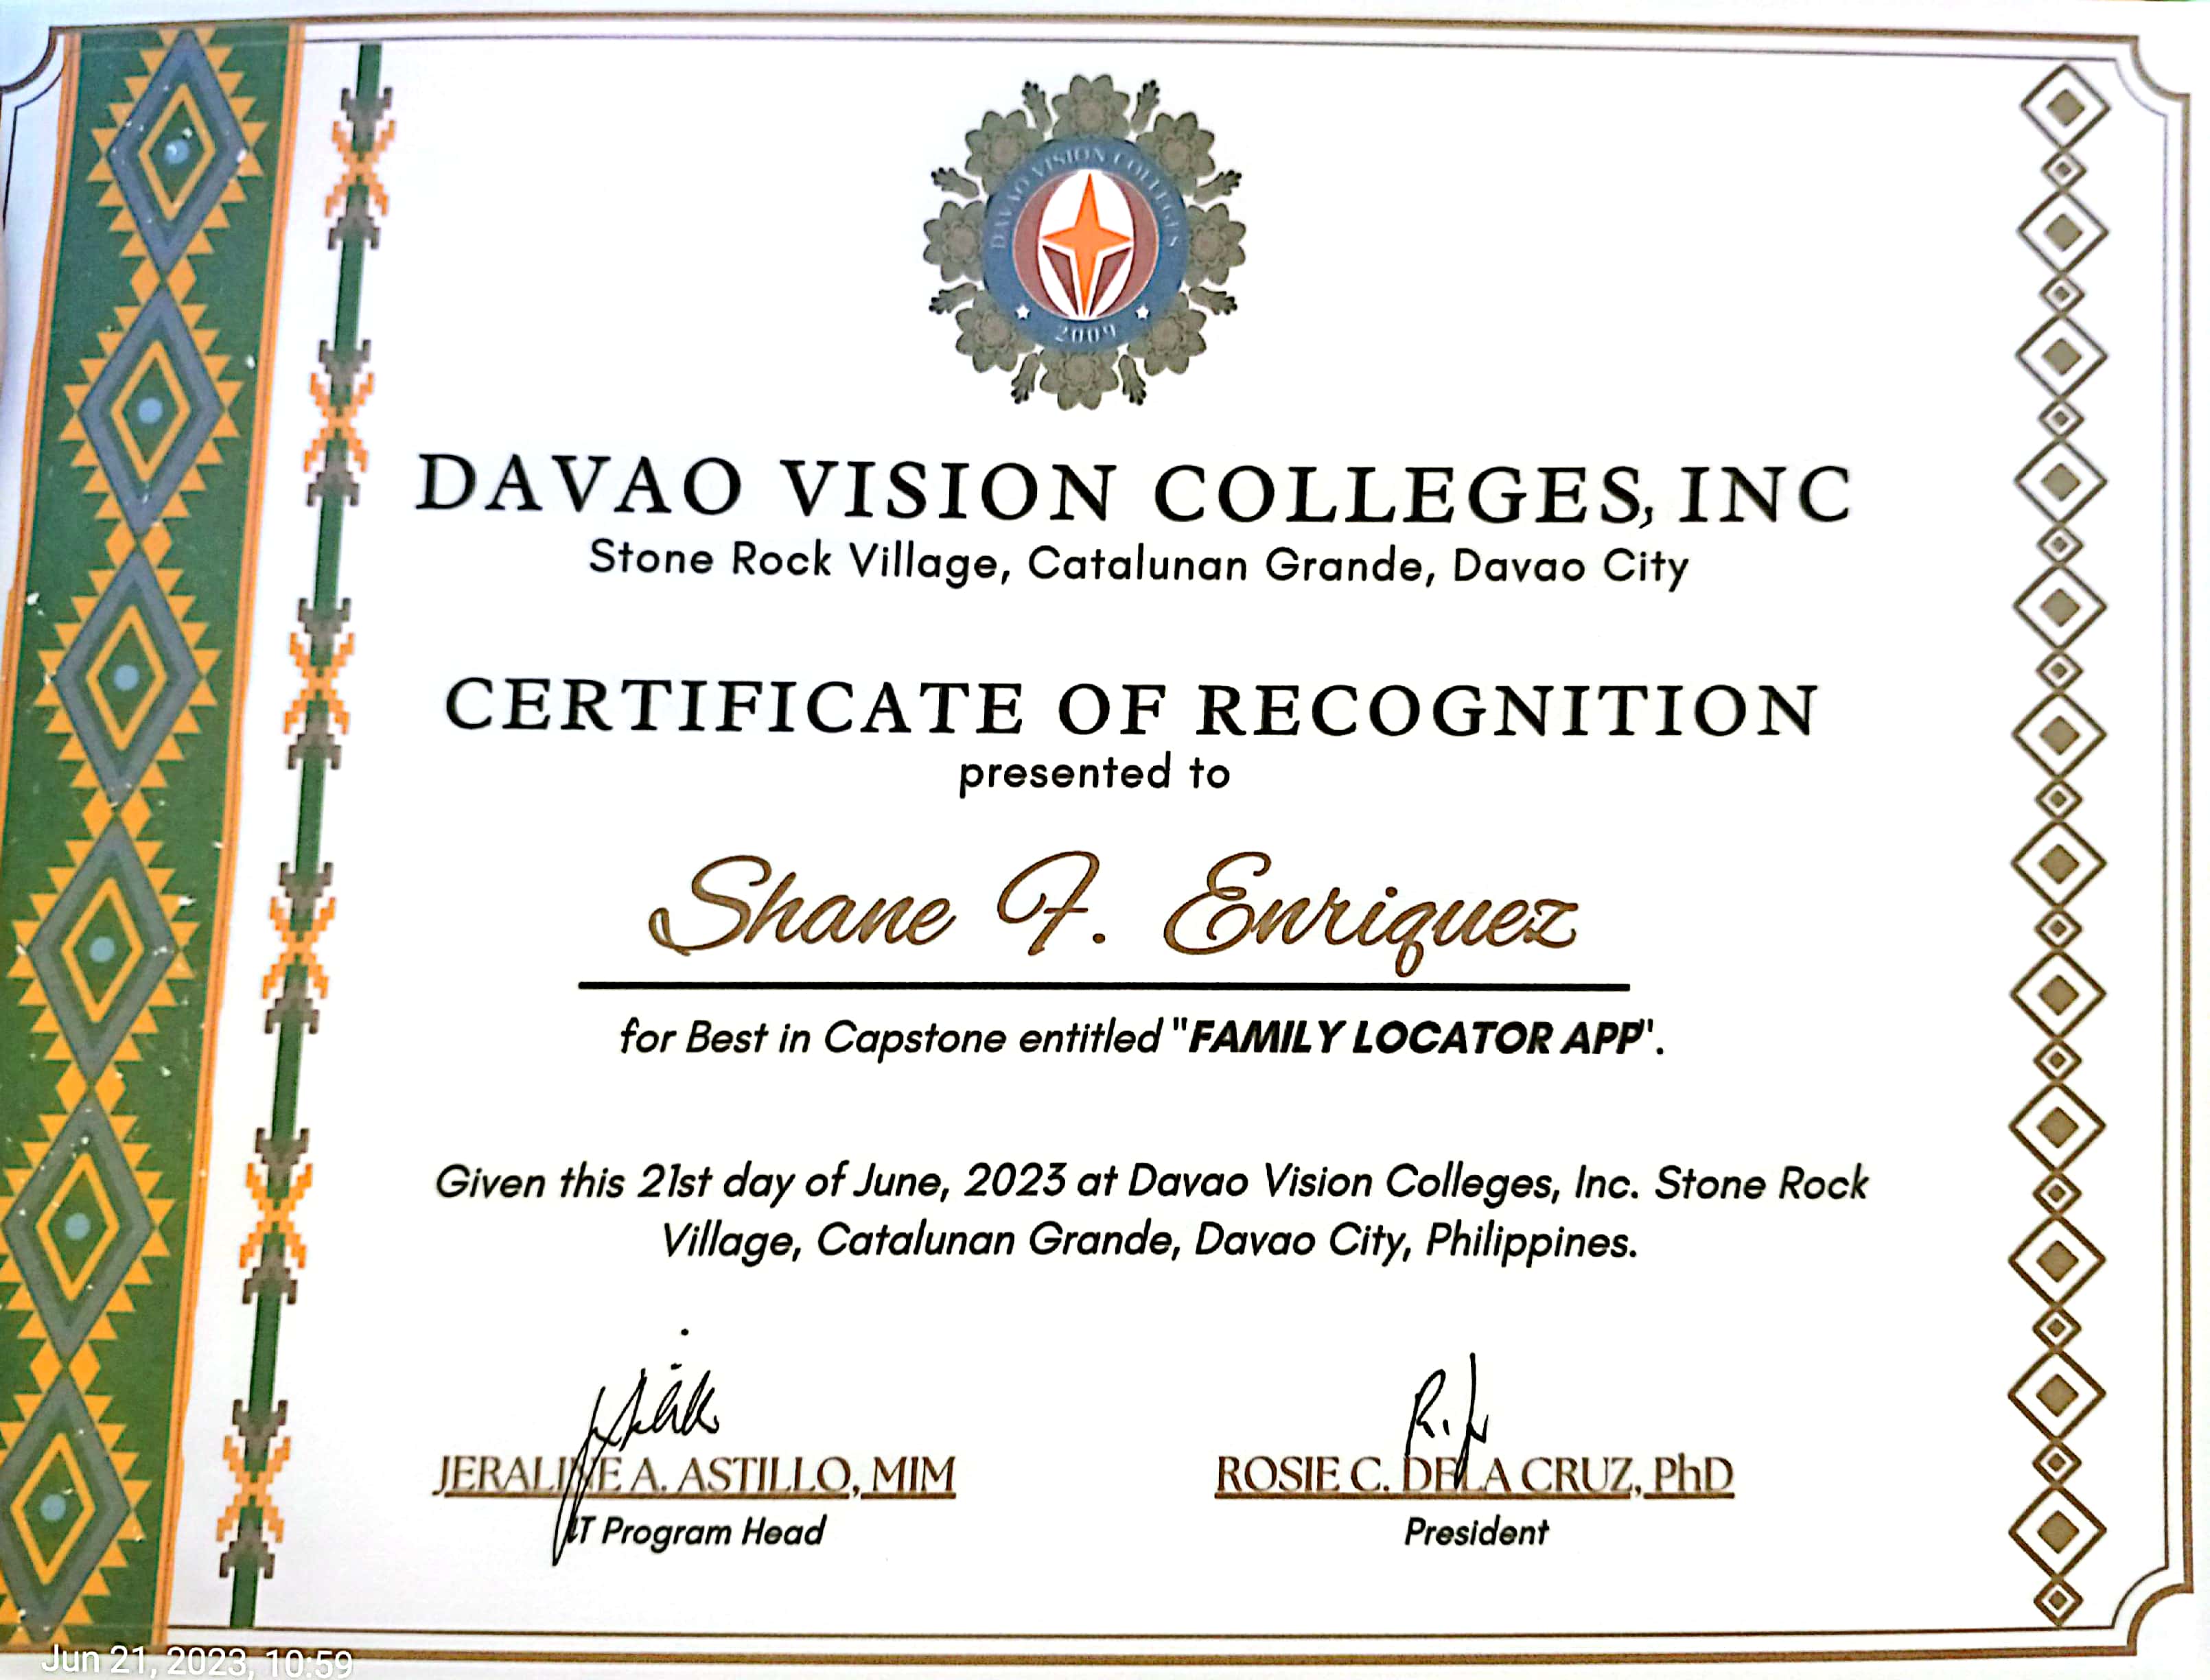 DAVAO VISION COLLEGES
2009
DAVAO VISION COLLEGES, INC
Stone Rock Village, Catalunan Grande, Davao City
CERTIFICATE OF RECOGNITION
presented to
Shane F. Enriquez
for Best in Capstone entitled "FAMILY LOCATOR APP".
Given this 21st day of June, 2023 at Davao Vision Colleges, Inc. Stone Rock
Village, Catalunan Grande, Davao City, Philippines.
JERALINE A. ASTILLO, MIM
IT Program Head
ROSIE C. DELA CRUZ, PhD
President
Jun 21, 2023, 10:59